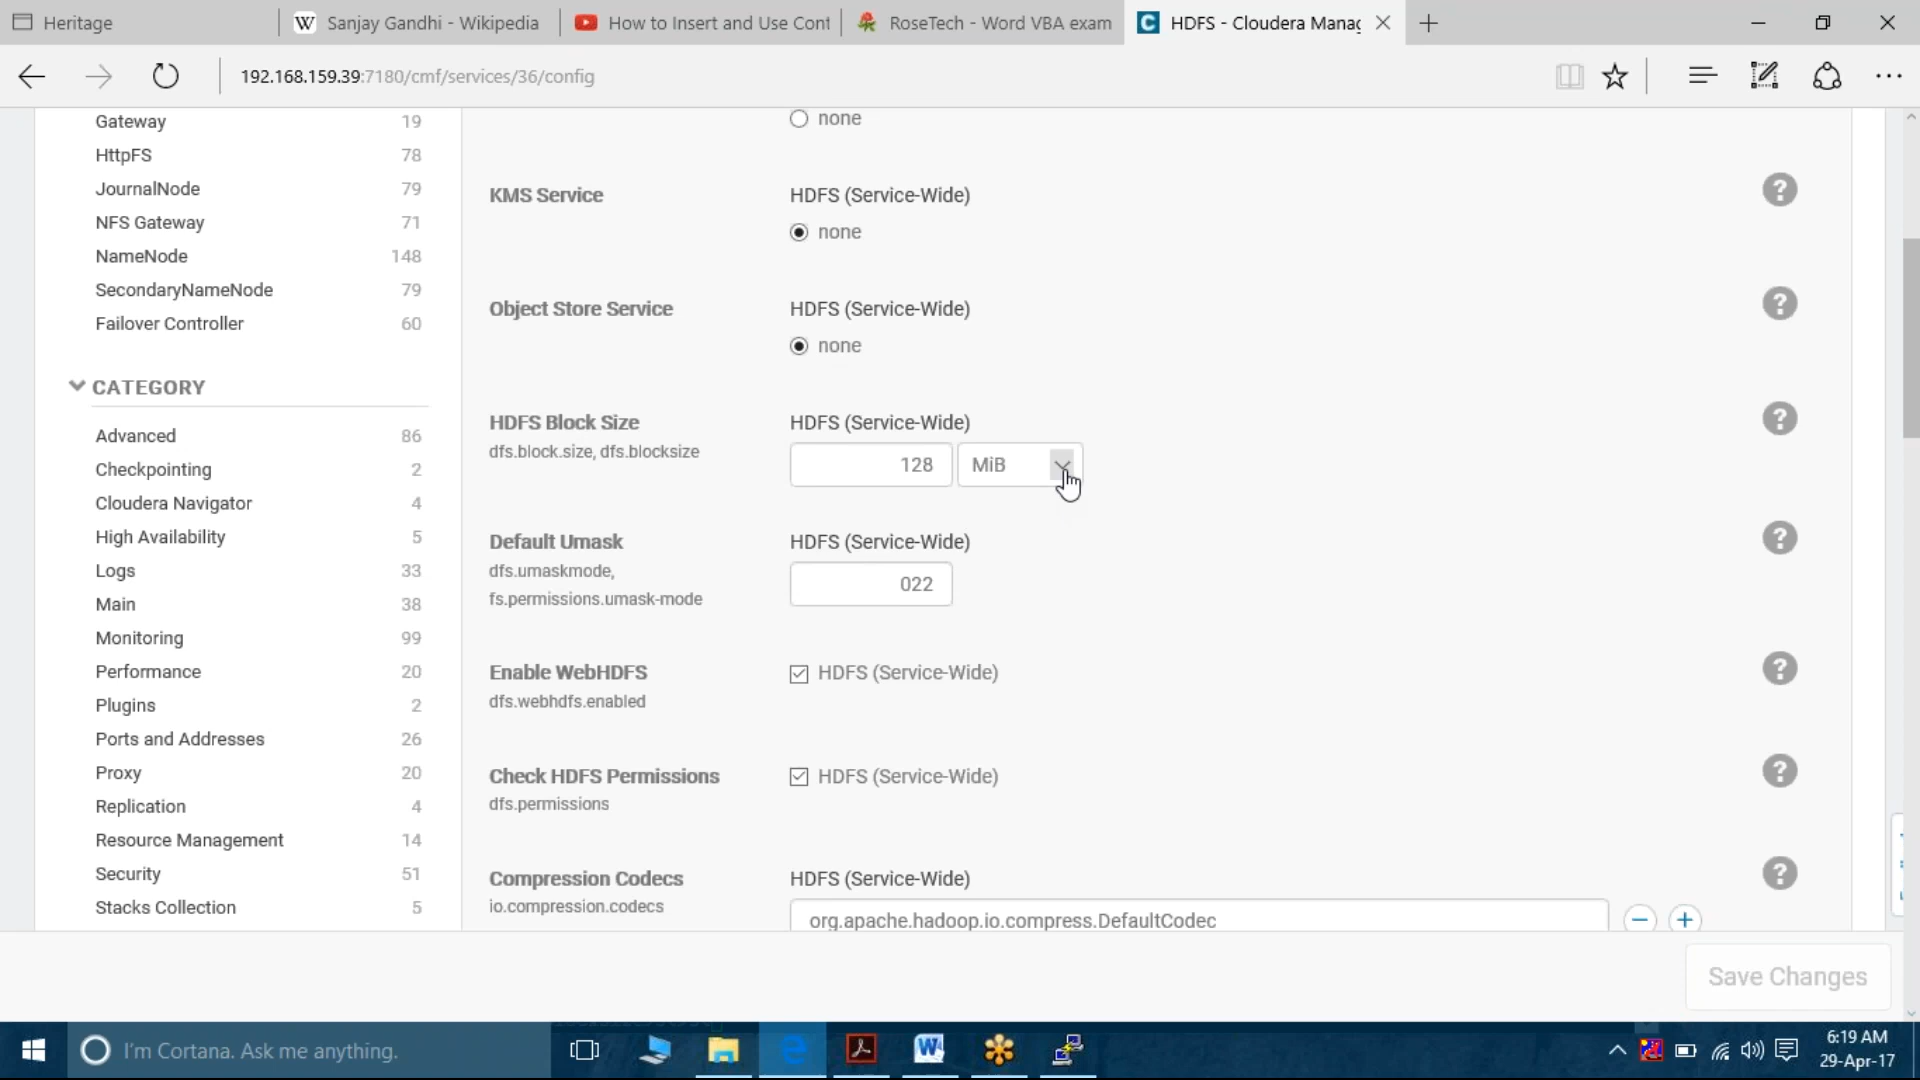 Heritage
W Sanjay Gandhi - Wikipedia
How to Insert and Use Cont
RoseTech - Word VBA exam
C HDFS - Cloudera Manag
192.168.159.39:7180/cmf/services/36/config
Gateway 19
HttpFS 78
JournalNode 79
NFS Gateway 71
NameNode 148
SecondaryNameNode 79
Failover Controller 60
CATEGORY
Advanced 86
Checkpointing 2
Cloudera Navigator 4
High Availability 5
Logs 33
Main 38
Monitoring 99
Performance 20
Plugins 2
Ports and Addresses 26
Proxy 20
Replication 4
Resource Management 14
Security 51
Stacks Collection 5
none
KMS Service HDFS (Service-Wide) ?
none
Object Store Service HDFS (Service-Wide) ?
none
HDFS Block Size HDFS (Service-Wide) ?
dfs.block.size, dfs.blocksize 128 MiB
Default Umask HDFS (Service-Wide) ?
dfs.umaskmode, 022
fs.permissions.umask-mode
Enable WebHDFS HDFS (Service-Wide) ?
dfs.webhdfs.enabled
Check HDFS Permissions HDFS (Service-Wide) ?
dfs.permissions
Compression Codecs HDFS (Service-Wide) ?
io.compression.codecs
org.apache.hadoop.io.compress.DefaultCodec
Save Changes
I'm Cortana. Ask me anything.
6:19 AM
29-Apr-17